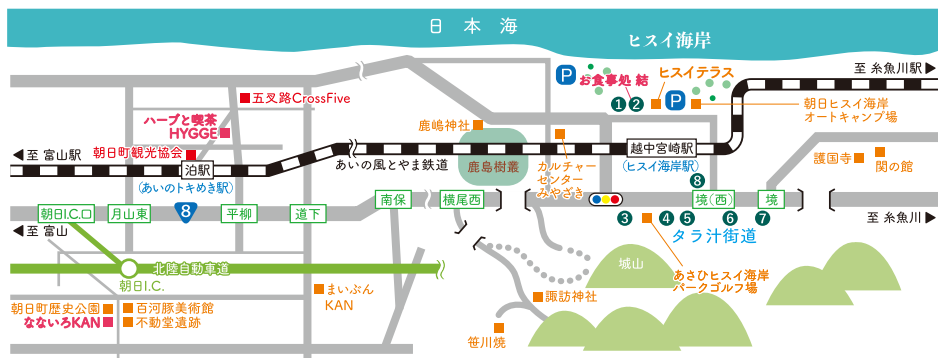 日本海
ヒスイ海岸
P
お食事処 結
ヒスイテラス
至 糸魚川駅▶
1 2
P
朝日ヒスイ海岸
オートキャンプ場
五叉路CrossFive
ハーブと喫茶
HYGGE
鹿嶋神社
朝日町観光協会
◀至 富山駅
泊駅
(あいのトキめき駅)
あいの風とやま鉄道
鹿島樹叢
カルチャー
センター
みやざき
越中宮崎駅
(ヒスイ海岸駅)
護国寺
関の館
8
朝日I.C.口
月山東
8
平柳
道下
南保
横尾西
境(西)
境
3
4
5
6
7
至 糸魚川▶
◀至 富山
タラ汁街道
北陸自動車道
朝日I.C.
城山
あさひヒスイ海岸
パークゴルフ場
まいぶん
KAN
諏訪神社
朝日町歴史公園
百河豚美術館
なないろKAN
不動堂遺跡
笹川焼